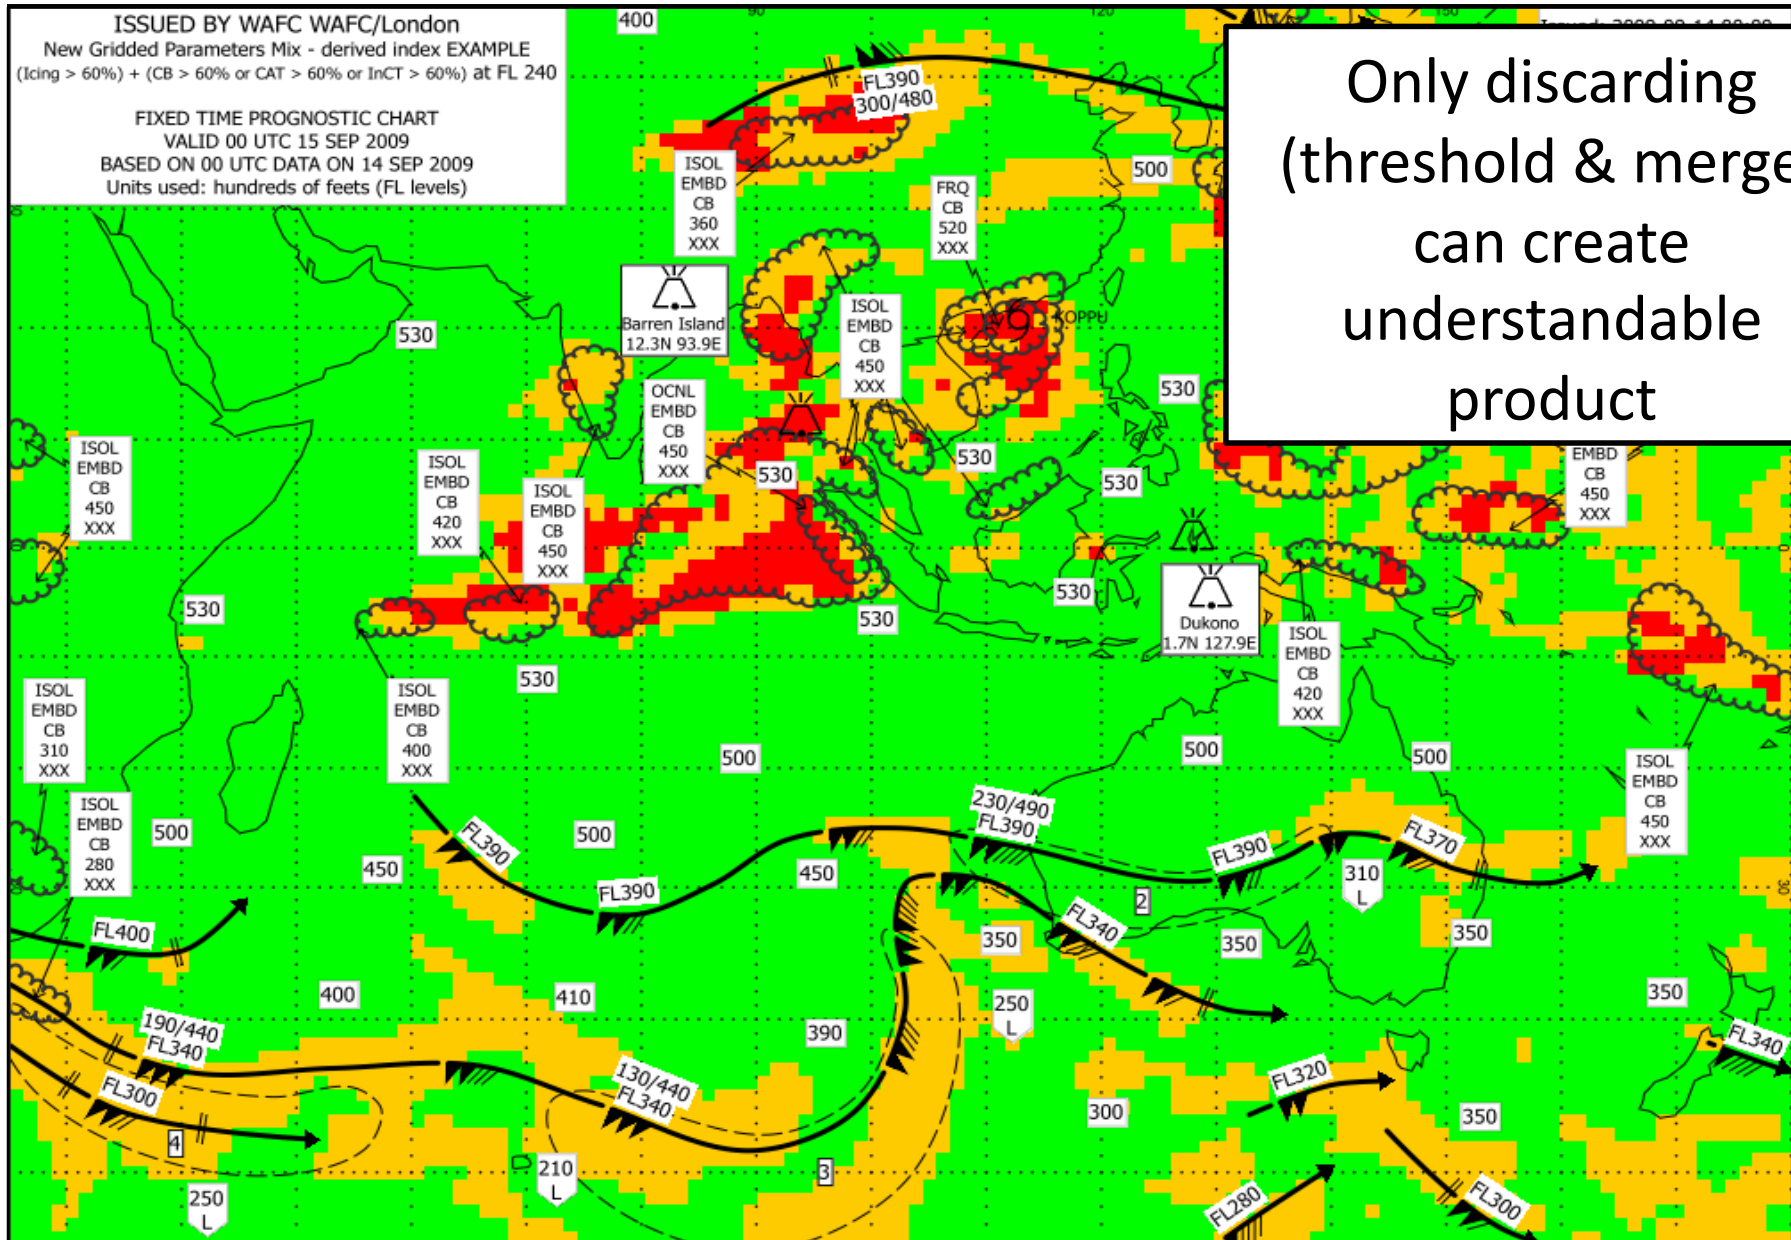 ISSUED BY WAFC WAFC/London
New Gridded Parameters Mix - derived index EXAMPLE
(Icing > 60%) + (CB > 60% or CAT > 60% or InCT > 60%) at FL 240
FIXED TIME PROGNOSTIC CHART
VALID 00 UTC 15 SEP 2009
BASED ON 00 UTC DATA ON 14 SEP 2009
Units used: hundreds of feets (FL levels)
Only discarding
(threshold & merge
can create
understandable
product
400
120
FL390
300/480
500
ISOL
EMBD
CB
360
XXX
FRQ
CB
520
XXX
Barren Island
12.3N 93.9E
530
ISOL
EMBD
CB
450
XXX
KOPPU
530
OCNL
EMBD
CB
450
XXX
530
530
530
ISOL
EMBD
CB
450
XXX
ISOL
EMBD
CB
420
XXX
ISOL
EMBD
CB
450
XXX
EMBD
CB
450
XXX
0
530
530
530
Dukono
1.7N 127.9E
ISOL
EMBD
CB
420
XXX
530
ISOL
EMBD
CB
310
XXX
ISOL
EMBD
CB
400
XXX
500
500
500
ISOL
EMBD
CB
450
XXX
ISOL
EMBD
CB
280
XXX
500
450
FL390
500
FL390
450
230/490
FL390
FL390
310
L
FL370
30
2
FL400
FL340
350
350
350
400
410
390
250
L
350
190/440
FL340
FL300
4
130/440
FL340
3
300
FL320
350
FL340
250
L
210
L
FL280
FL300